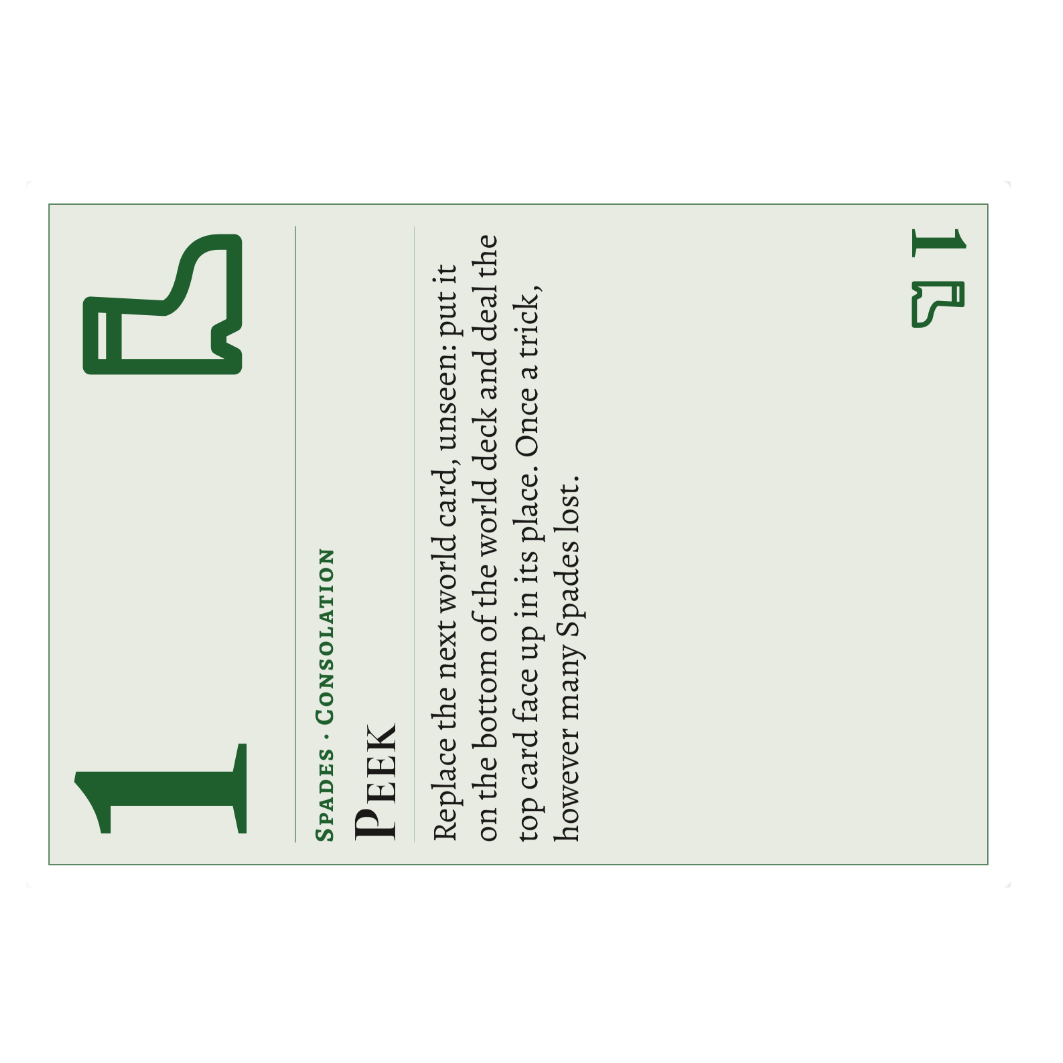 1
Spades · Consolation
Peek
Replace the next world card, unseen: put it
on the bottom of the world deck and deal the
top card face up in its place. Once a trick,
however many Spades lost.
1